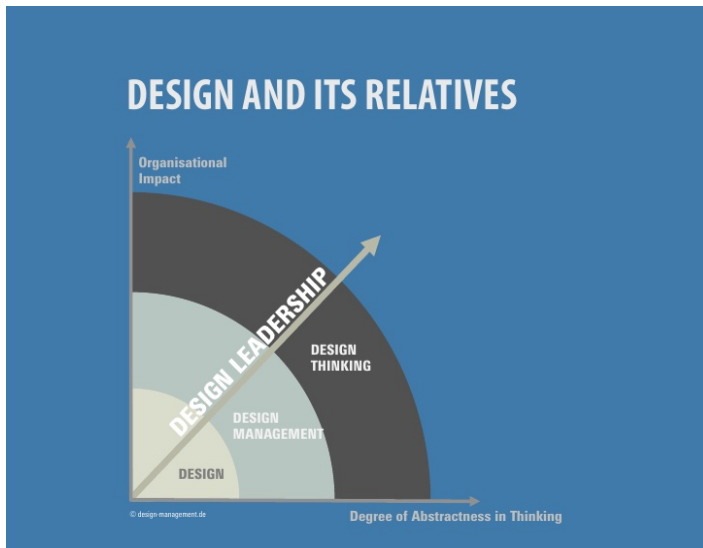 DESIGN AND ITS RELATIVES
Organisational
Impact
DESIGN LEADERSHIP
DESIGN
THINKING
DESIGN
MANAGEMENT
DESIGN
© design-management.de
Degree of Abstractness in Thinking